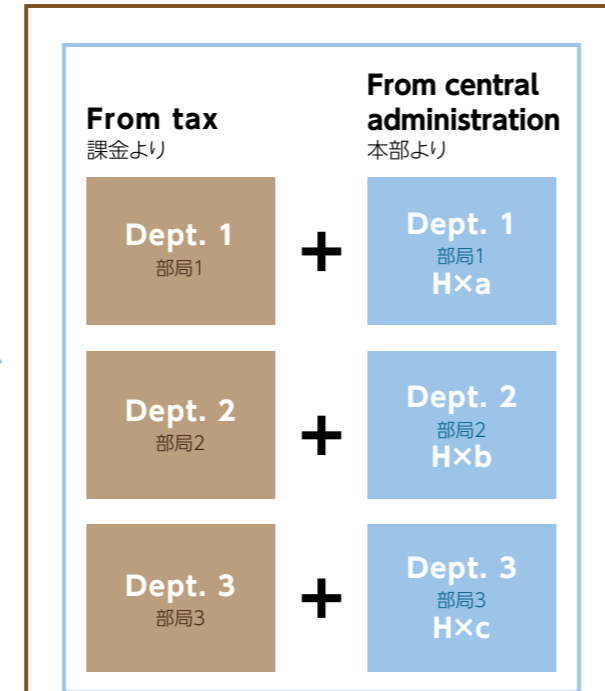 From tax
課金より
From central
administration
本部より
Dept. 1
部局1
+
Dept. 1
部局1
H×a
Dept. 2
部局2
+
Dept. 2
部局2
H×b
Dept. 3
部局3
+
Dept. 3
部局3
H×c